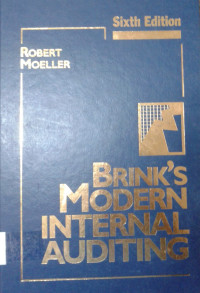 Sixth Edition
ROBERT
MOELLER
BRINK'S
MODERN
INTERNAL
AUDITING